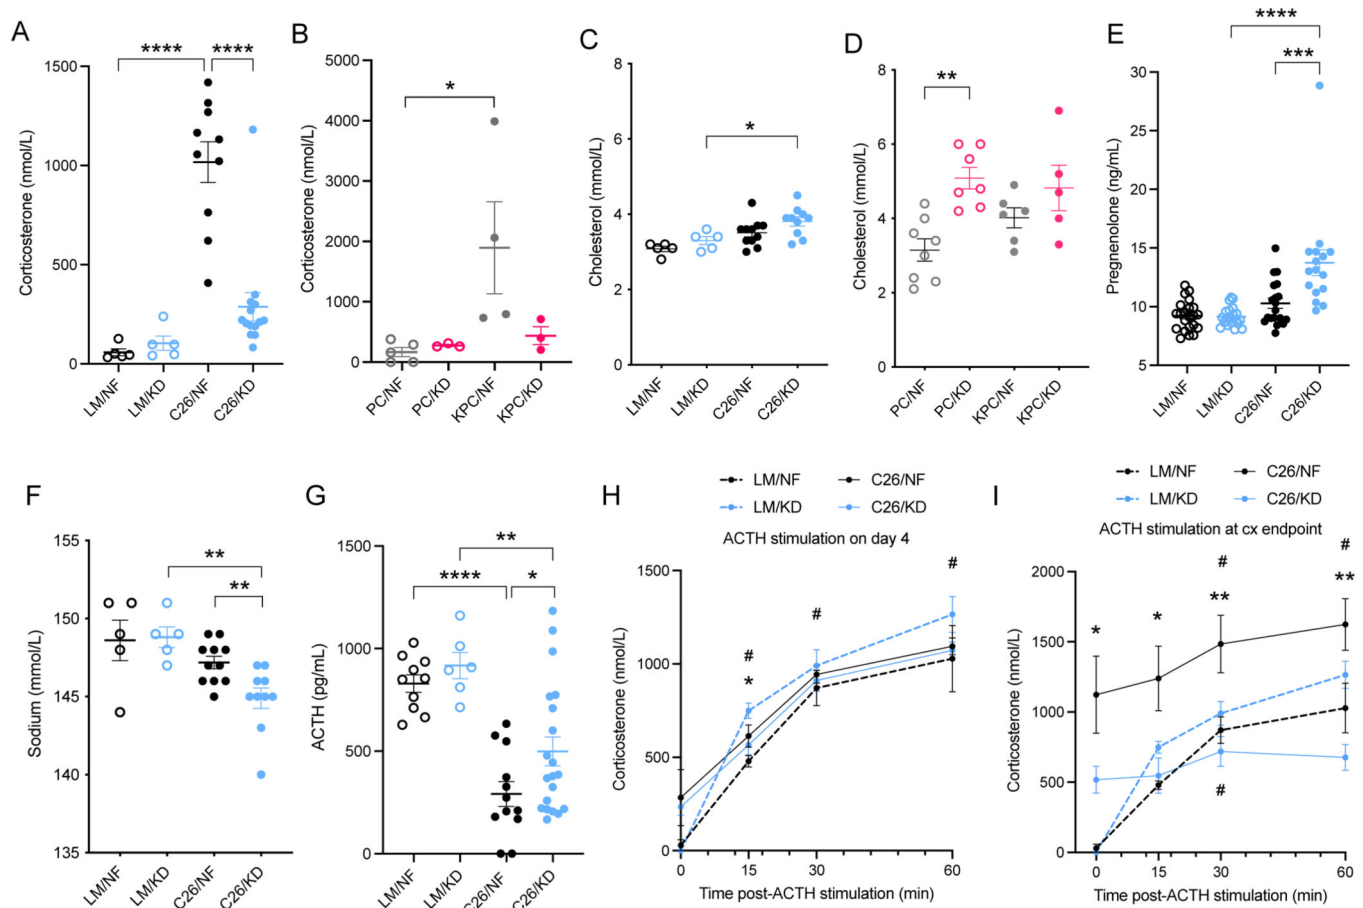 A
****
****
Corticosterone (nmol/L)
1500
1000
500
0
LM/NF
LM/KD
C26/NF
C26/KD
B
*
Corticosterone (nmol/L)
5000
4000
3000
2000
1000
0
PC/NF
PC/KD
KPC/NF
KPC/KD
C
*
Cholesterol (mmol/L)
8
6
4
2
0
LM/NF
LM/KD
C26/NF
C26/KD
D
**
Cholesterol (mmol/L)
8
6
4
2
0
PC/NF
PC/KD
KPC/NF
KPC/KD
E
****
***
Pregnenolone (ng/mL)
30
25
20
15
10
5
LM/NF
LM/KD
C26/NF
C26/KD
F
**
**
Sodium (mmol/L)
155
150
145
140
135
LM/NF
LM/KD
C26/NF
C26/KD
G
**
****
*
ACTH (pg/mL)
1500
1000
500
0
LM/NF
LM/KD
C26/NF
C26/KD
H
LM/NF
C26/NF
LM/KD
C26/KD
ACTH stimulation on day 4
#
#
#
*
Corticosterone (nmol/L)
1500
1000
500
0
0
15
30
60
Time post-ACTH stimulation (min)
I
LM/NF
C26/NF
LM/KD
C26/KD
ACTH stimulation at cx endpoint
#
#
**
**
*
*
#
Corticosterone (nmol/L)
2000
1500
1000
500
0
0
15
30
60
Time post-ACTH stimulation (min)